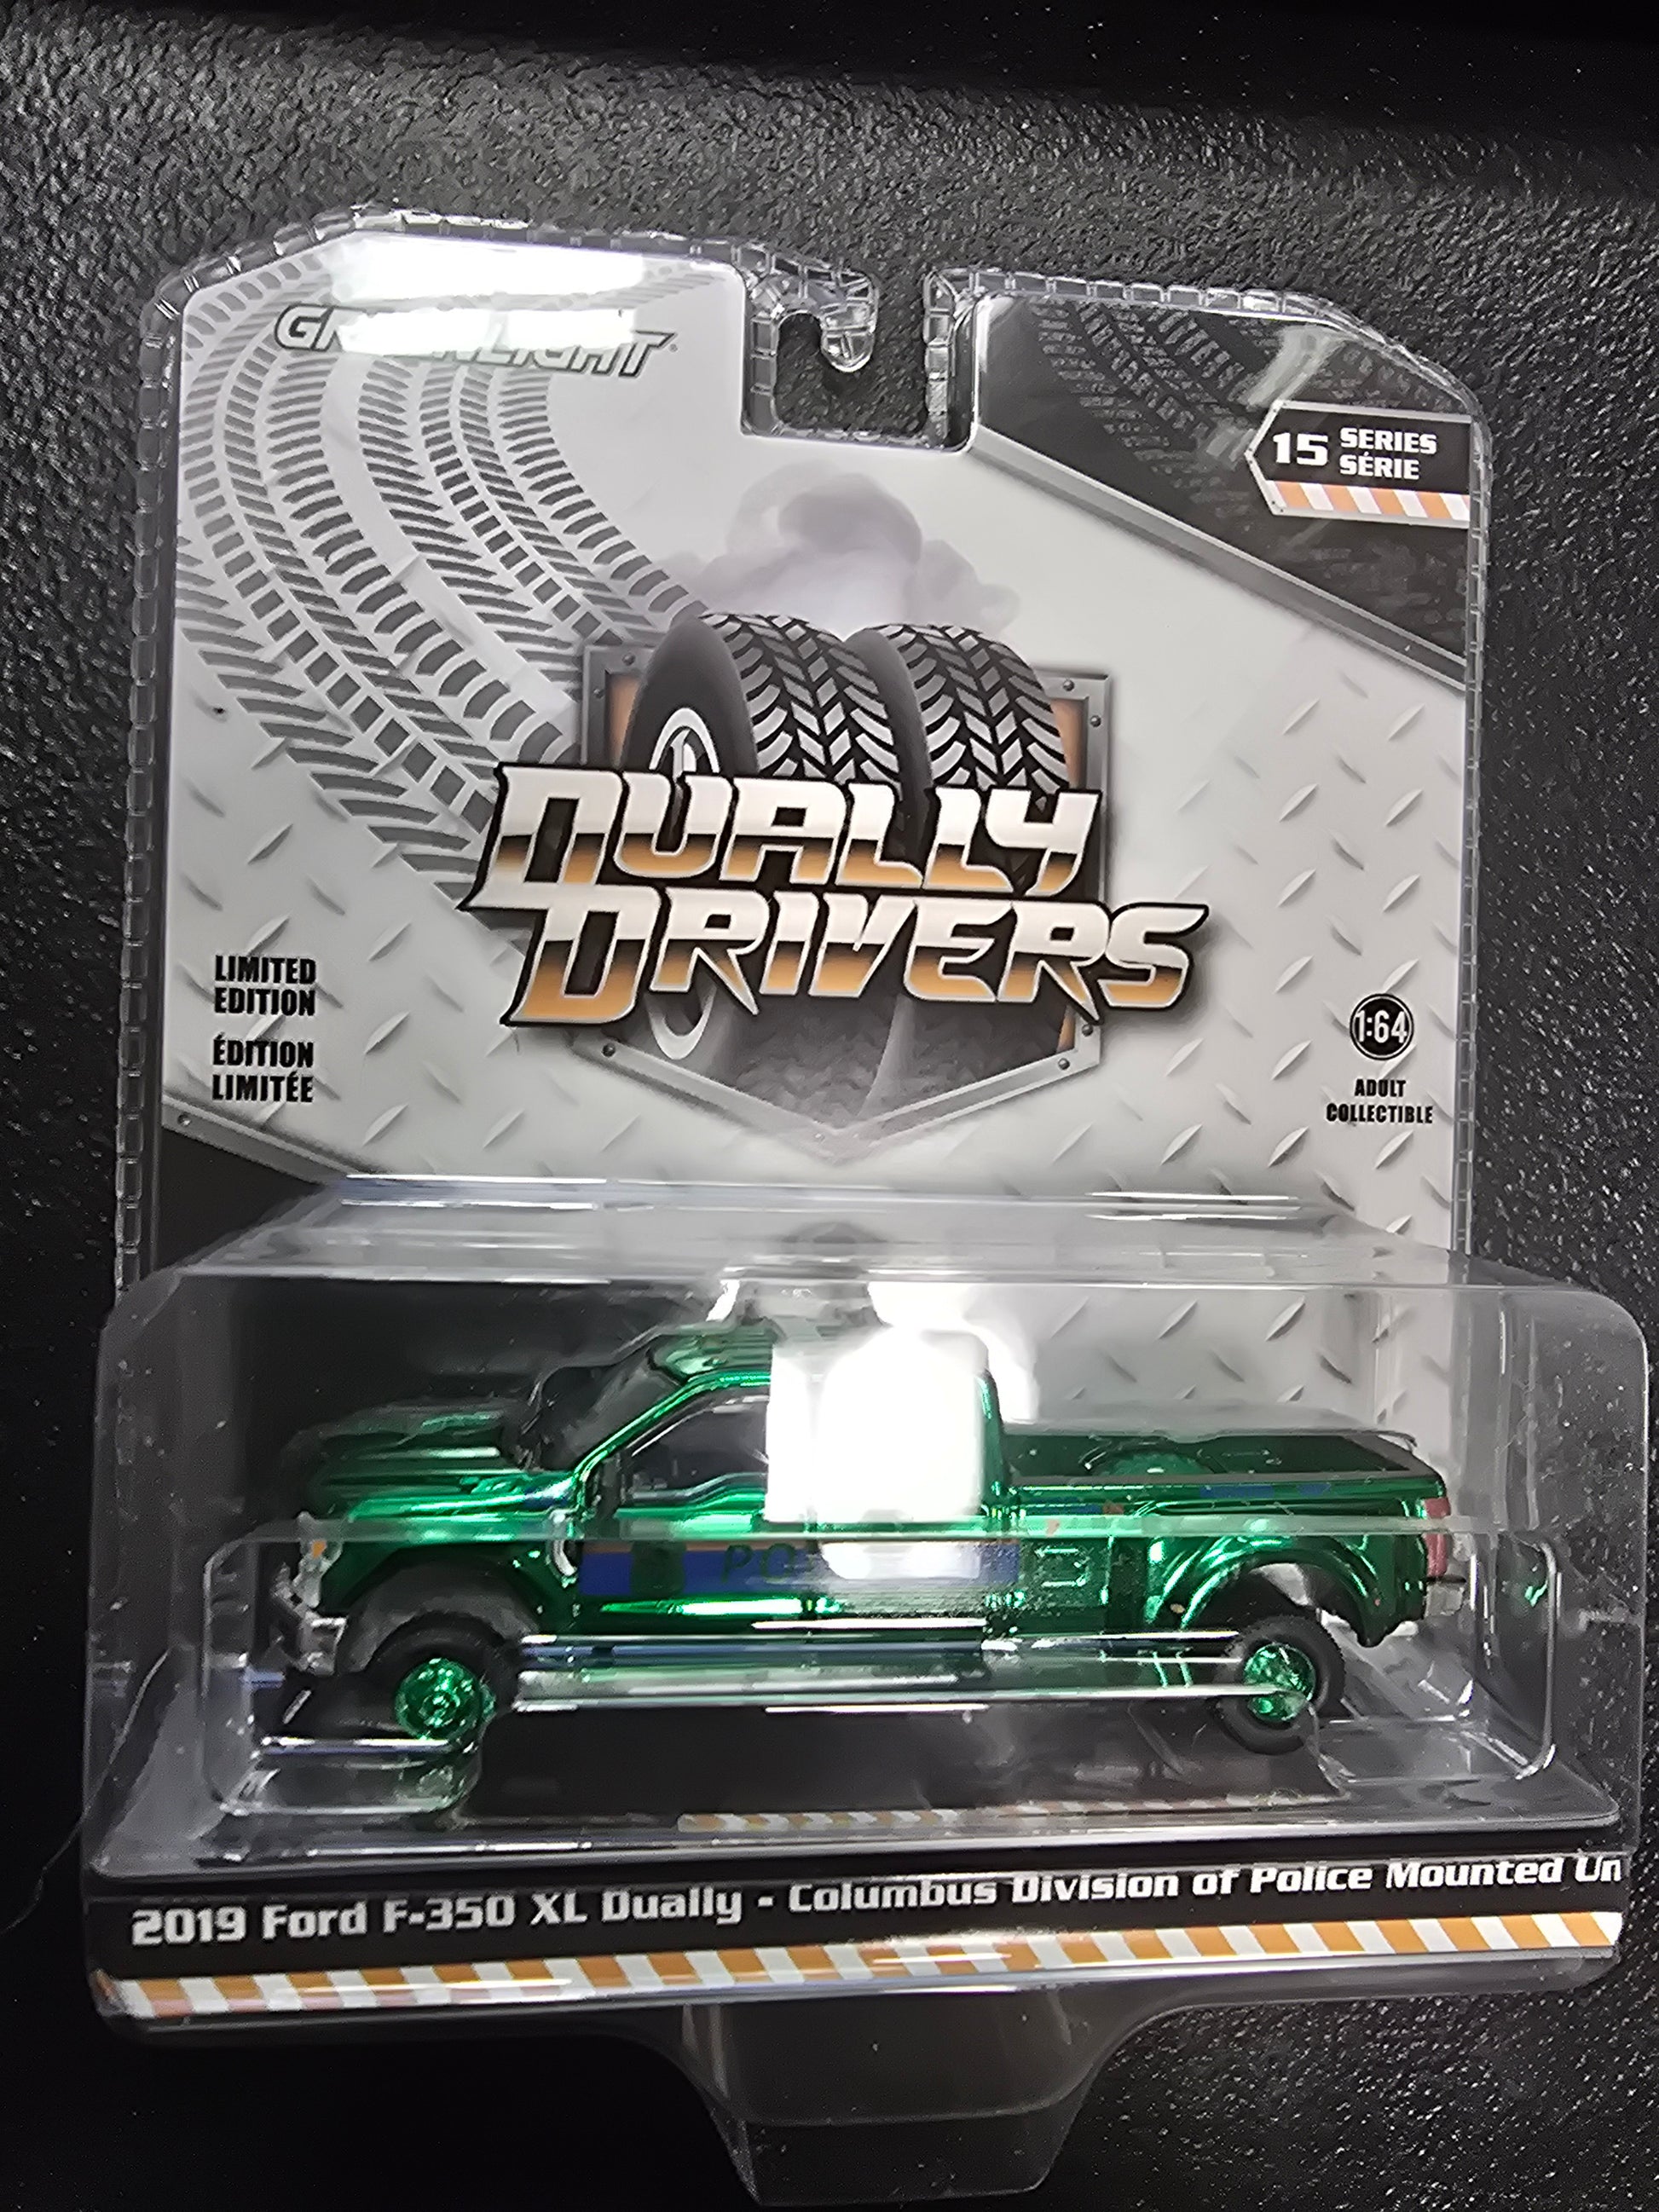 GREENLIGHT
15 SERIES
SÉRIE
DUALLY
DRIVERS
LIMITED
EDITION
ÉDITION
LIMITÉE
1:64
ADULT
COLLECTIBLE
2019 Ford F-350 XL Dually - Columbus Division of Police Mounted Un